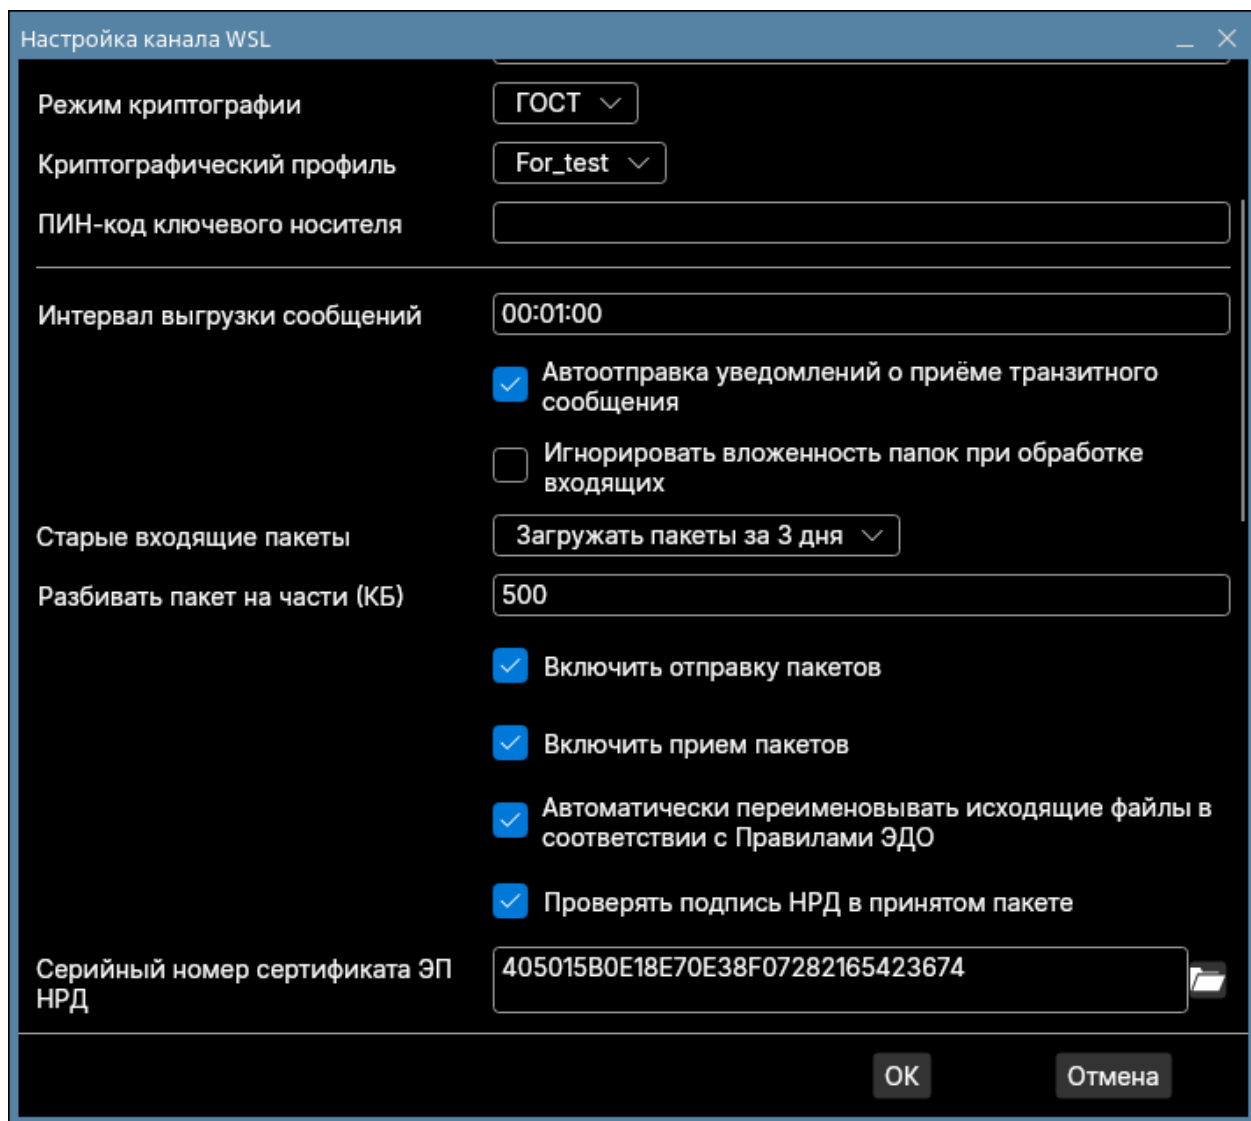 Настройка канала WSL
Режим криптографии
ГОСТ
Криптографический профиль
For_test
ПИН-код ключевого носителя
Интервал выгрузки сообщений
00:01:00
Автоотправка уведомлений о приёме транзитного
сообщения
Игнорировать вложенность папок при обработке
входящих
Старые входящие пакеты
Загружать пакеты за 3 дня
Разбивать пакет на части (КБ)
500
Включить отправку пакетов
Включить прием пакетов
Автоматически переименовывать исходящие файлы в
соответствии с Правилами ЭДО
Проверять подпись НРД в принятом пакете
Серийный номер сертификата ЭП
НРД
405015B0E18E70E38F07282165423674
ОК
Отмена